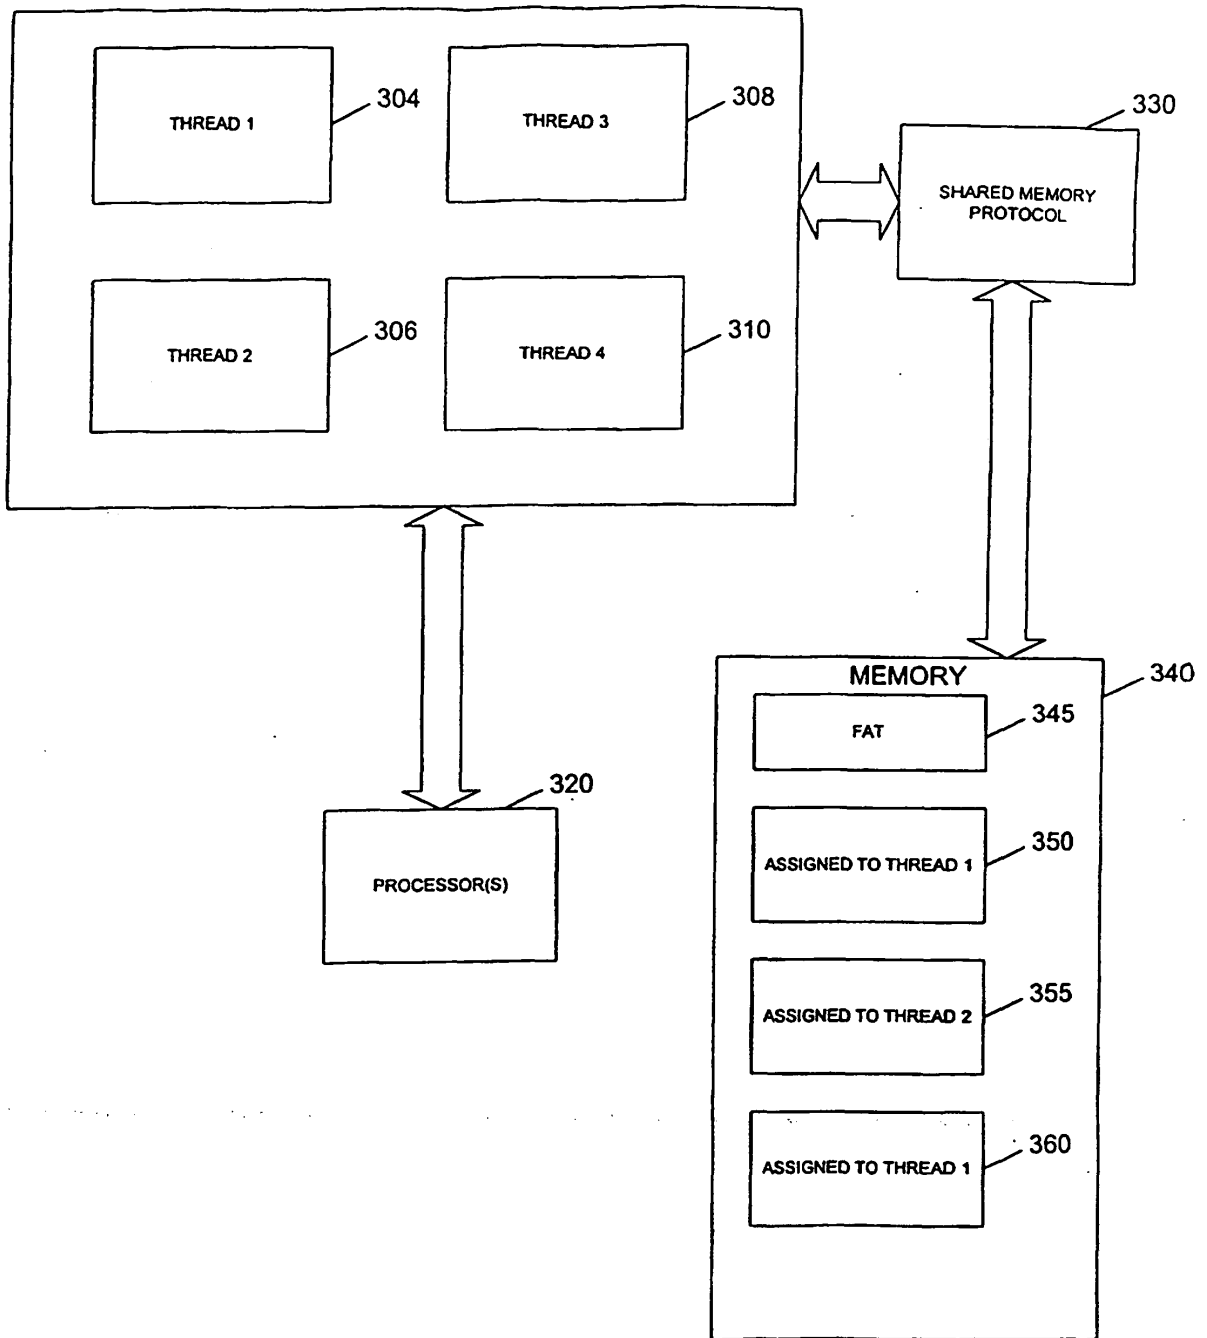 THREAD 1
304
THREAD 3
308
THREAD 2
306
THREAD 4
310
330
SHARED MEMORY
PROTOCOL
320
PROCESSOR(S)
MEMORY
340
FAT
345
ASSIGNED TO THREAD 1
350
ASSIGNED TO THREAD 2
355
ASSIGNED TO THREAD 1
360